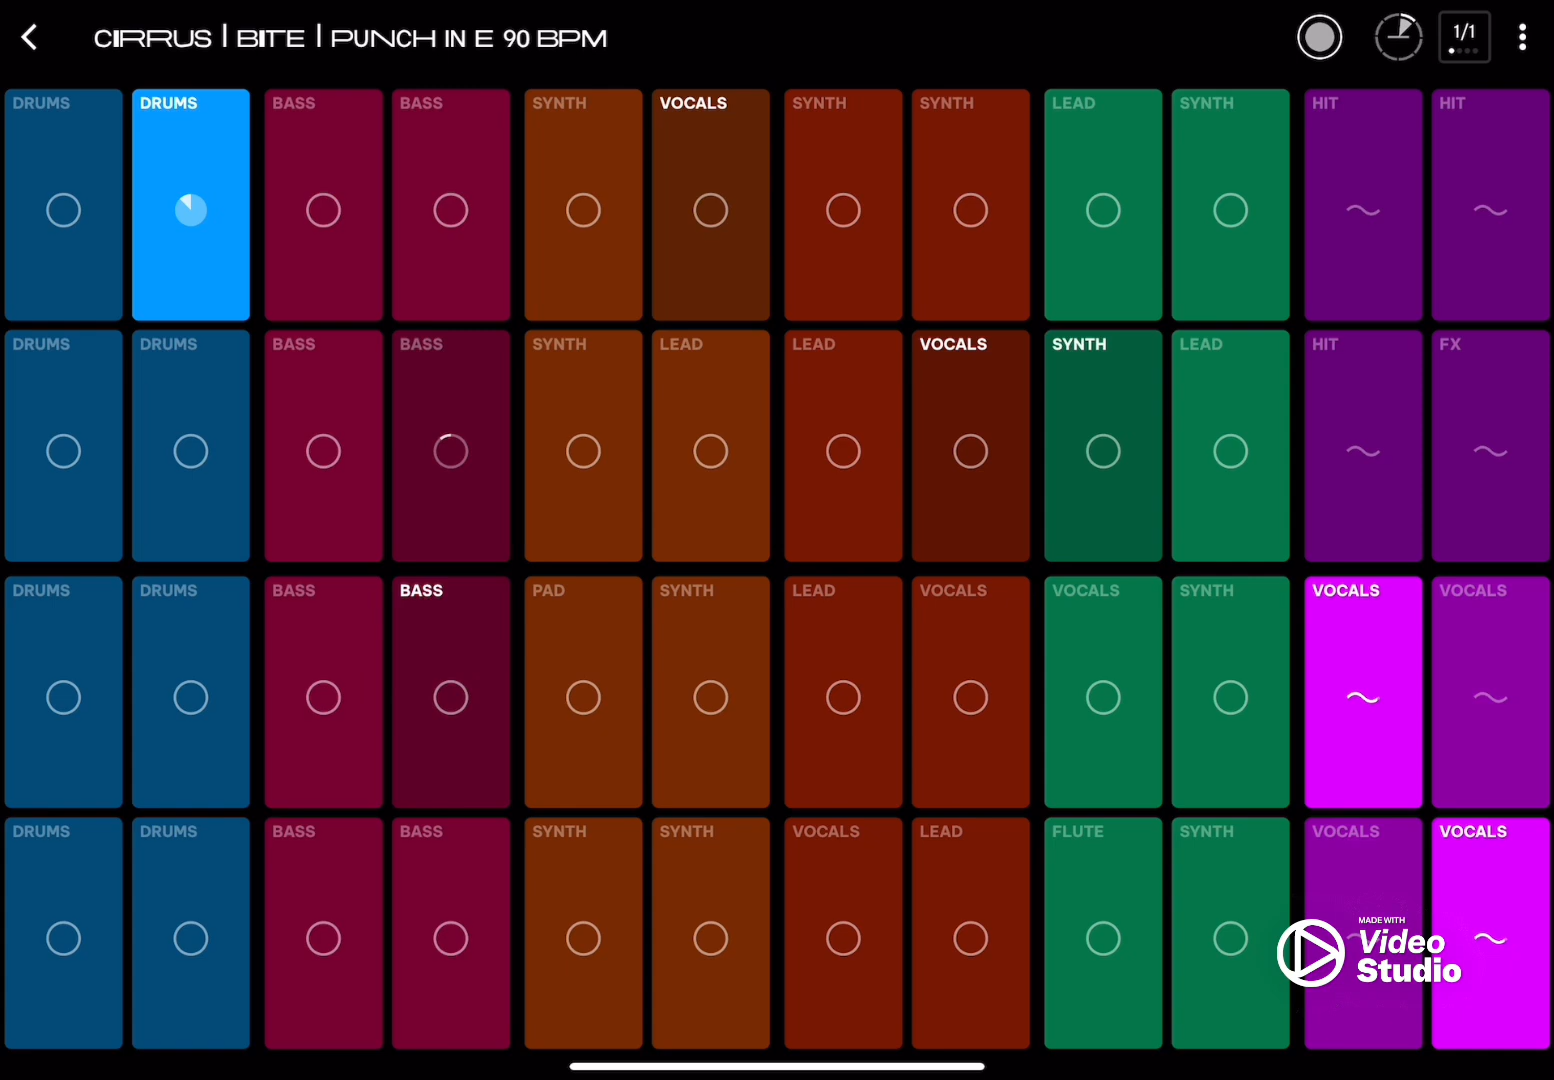 CIRRUS | BITE | PUNCH IN E 90 BPM
1/1
DRUMS DRUMS BASS BASS SYNTH VOCALS SYNTH SYNTH LEAD SYNTH HIT HIT
DRUMS DRUMS BASS BASS SYNTH LEAD LEAD VOCALS SYNTH LEAD HIT FX
DRUMS DRUMS BASS BASS PAD SYNTH LEAD VOCALS VOCALS SYNTH VOCALS VOCALS
DRUMS DRUMS BASS BASS SYNTH SYNTH VOCALS LEAD FLUTE SYNTH VOCALS VOCALS
MADE WITH
Video
Studio